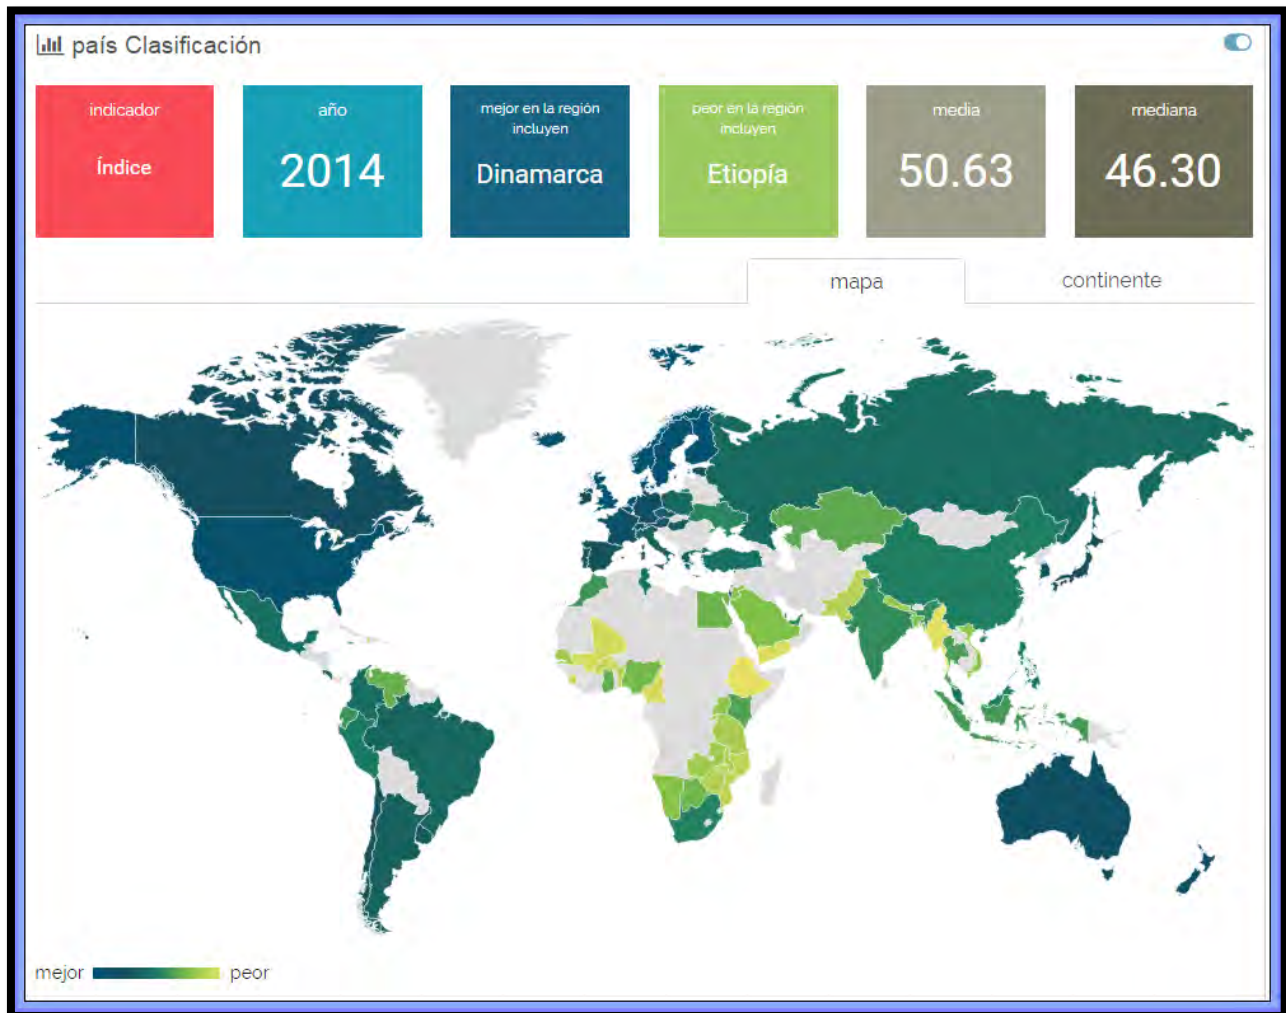 país Clasificación
indicador
Índice
año
2014
mejor en la región
incluyen
Dinamarca
peor en la región
incluyen
Etiopía
media
50.63
mediana
46.30
mapa
continente
mejor
peor